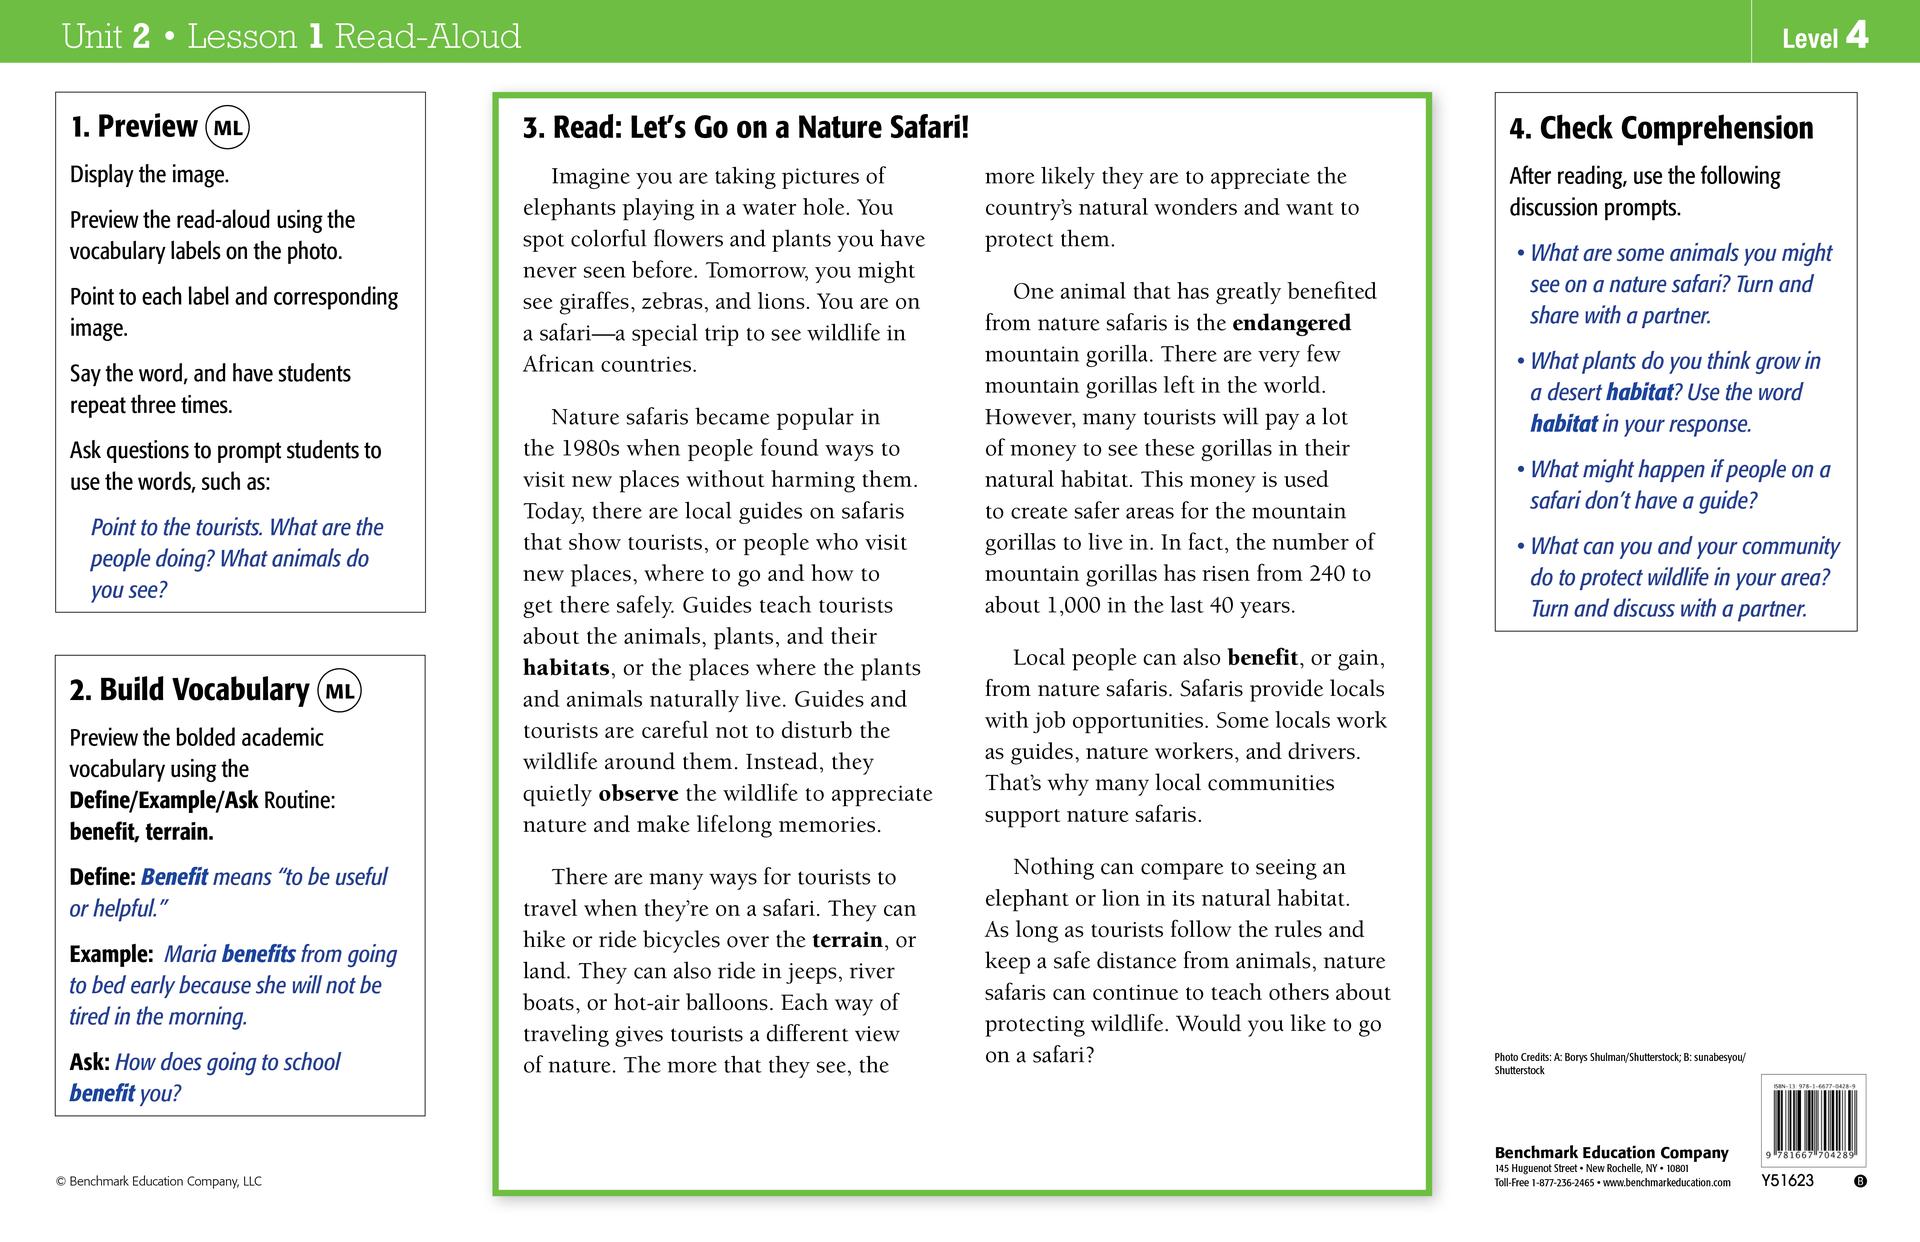 Unit 2 • Lesson 1 Read-Aloud
Level 4
1. Preview ML
Display the image.
Preview the read-aloud using the
vocabulary labels on the photo.
Point to each label and corresponding
image.
Say the word, and have students
repeat three times.
Ask questions to prompt students to
use the words, such as:
Point to the tourists. What are the
people doing? What animals do
you see?
2. Build Vocabulary ML
Preview the bolded academic
vocabulary using the
Define/Example/Ask Routine:
benefit, terrain.
Define: Benefit means “to be useful
or helpful.”
Example: Maria benefits from going
to bed early because she will not be
tired in the morning.
Ask: How does going to school
benefit you?
© Benchmark Education Company, LLC
3. Read: Let’s Go on a Nature Safari!
Imagine you are taking pictures of
elephants playing in a water hole. You
spot colorful flowers and plants you have
never seen before. Tomorrow, you might
see giraffes, zebras, and lions. You are on
a safari—a special trip to see wildlife in
African countries.
Nature safaris became popular in
the 1980s when people found ways to
visit new places without harming them.
Today, there are local guides on safaris
that show tourists, or people who visit
new places, where to go and how to
get there safely. Guides teach tourists
about the animals, plants, and their
habitats, or the places where the plants
and animals naturally live. Guides and
tourists are careful not to disturb the
wildlife around them. Instead, they
quietly observe the wildlife to appreciate
nature and make lifelong memories.
There are many ways for tourists to
travel when they’re on a safari. They can
hike or ride bicycles over the terrain, or
land. They can also ride in jeeps, river
boats, or hot-air balloons. Each way of
traveling gives tourists a different view
of nature. The more that they see, the
more likely they are to appreciate the
country’s natural wonders and want to
protect them.
One animal that has greatly benefited
from nature safaris is the endangered
mountain gorilla. There are very few
mountain gorillas left in the world.
However, many tourists will pay a lot
of money to see these gorillas in their
natural habitat. This money is used
to create safer areas for the mountain
gorillas to live in. In fact, the number of
mountain gorillas has risen from 240 to
about 1,000 in the last 40 years.
Local people can also benefit, or gain,
from nature safaris. Safaris provide locals
with job opportunities. Some locals work
as guides, nature workers, and drivers.
That’s why many local communities
support nature safaris.
Nothing can compare to seeing an
elephant or lion in its natural habitat.
As long as tourists follow the rules and
keep a safe distance from animals, nature
safaris can continue to teach others about
protecting wildlife. Would you like to go
on a safari?
4. Check Comprehension
After reading, use the following
discussion prompts.
• What are some animals you might
see on a nature safari? Turn and
share with a partner.
• What plants do you think grow in
a desert habitat? Use the word
habitat in your response.
• What might happen if people on a
safari don’t have a guide?
• What can you and your community
do to protect wildlife in your area?
Turn and discuss with a partner.
Photo Credits: A: Borys Shulman/Shutterstock; B: sunabesyou/
Shutterstock
Benchmark Education Company
145 Huguenot Street • New Rochelle, NY • 10801
Toll-Free 1-877-236-2465 • www.benchmarkeducation.com
ISBN-13 978-1-6677-0428-9
9 781667 704289
Y51623
B